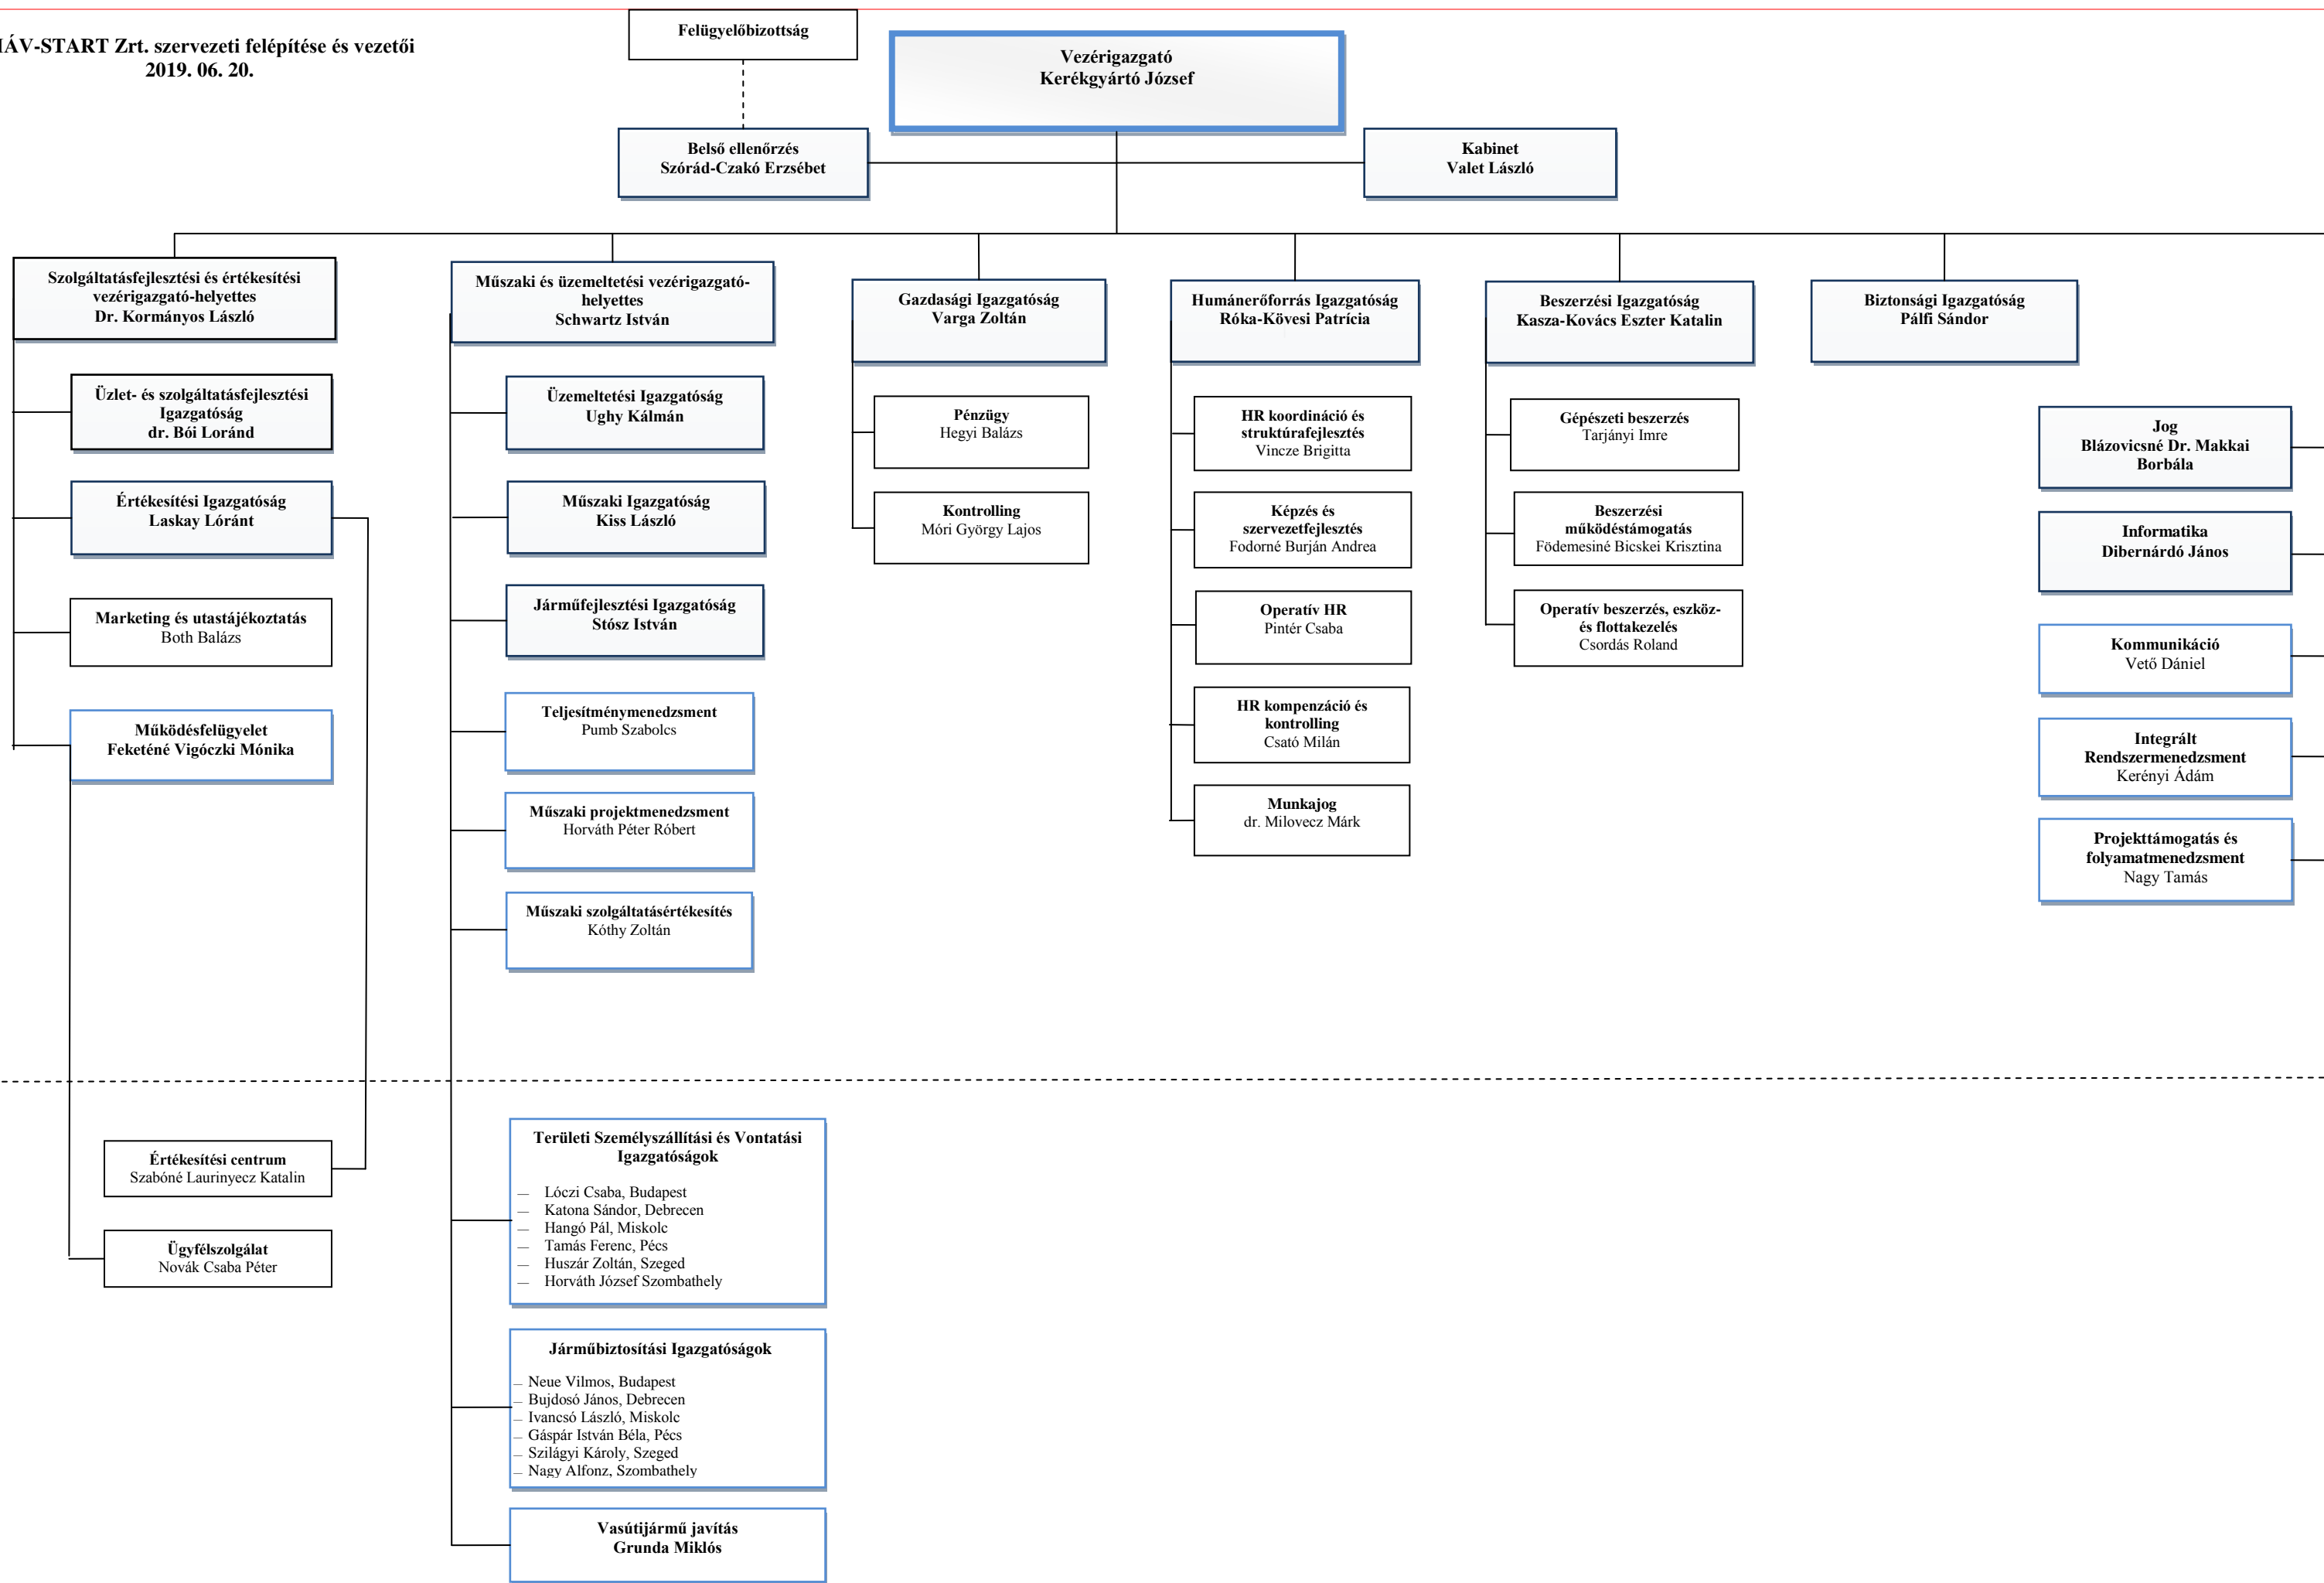 ÁV-START Zrt. szervezeti felépítése és vezetői
2019. 06. 20.
Felügyelőbizottság
Vezérigazgató
Kerékgyártó József
Belső ellenőrzés
Szórád-Czakó Erzsébet
Kabinet
Valet László
Szolgáltatásfejlesztési és értékesítési
vezérigazgató-helyettes
Dr. Kormányos László
Üzlet- és szolgáltatásfejlesztési
Igazgatóság
dr. Bói Loránd
Értékesítési Igazgatóság
Laskay Lóránt
Marketing és utastájékoztatás
Both Balázs
Működésfelügyelet
Feketéné Vigóczki Mónika
Értékesítési centrum
Szabóné Laurinyecz Katalin
Ügyfélszolgálat
Novák Csaba Péter
Műszaki és üzemeltetési vezérigazgató-
helyettes
Schwartz István
Üzemeltetési Igazgatóság
Ughy Kálmán
Műszaki Igazgatóság
Kiss László
Járműfejlesztési Igazgatóság
Stósz István
Teljesítménymenedzsment
Pumb Szabolcs
Műszaki projektmenedzsment
Horváth Péter Róbert
Műszaki szolgáltatásértékesítés
Kóthy Zoltán
Területi Személyszállítási és Vontatási
Igazgatóságok
— Lóczi Csaba, Budapest
— Katona Sándor, Debrecen
— Hangó Pál, Miskolc
— Tamás Ferenc, Pécs
— Huszár Zoltán, Szeged
— Horváth József Szombathely
Járműbiztosítási Igazgatóságok
– Neue Vilmos, Budapest
– Bujdosó János, Debrecen
– Ivancsó László, Miskolc
– Gáspár István Béla, Pécs
– Szilágyi Károly, Szeged
– Nagy Alfonz, Szombathely
Vasútijármű javítás
Grunda Miklós
Gazdasági Igazgatóság
Varga Zoltán
Pénzügy
Hegyi Balázs
Kontrolling
Móri György Lajos
Humánerőforrás Igazgatóság
Róka-Kövesi Patrícia
HR koordináció és
struktúrafejlesztés
Vincze Brigitta
Képzés és
szervezetfejlesztés
Fodorné Burján Andrea
Operatív HR
Pintér Csaba
HR kompenzáció és
kontrolling
Csató Milán
Munkajog
dr. Milovecz Márk
Beszerzési Igazgatóság
Kasza-Kovács Eszter Katalin
Gépészeti beszerzés
Tarjányi Imre
Beszerzési
működéstámogatás
Födemesiné Bicskei Krisztina
Operatív beszerzés, eszköz-
és flottakezelés
Csordás Roland
Biztonsági Igazgatóság
Pálfi Sándor
Jog
Blázovicsné Dr. Makkai
Borbála
Informatika
Dibernárdó János
Kommunikáció
Vető Dániel
Integrált
Rendszermenedzsment
Kerényi Ádám
Projekttámogatás és
folyamatmenedzsment
Nagy Tamás